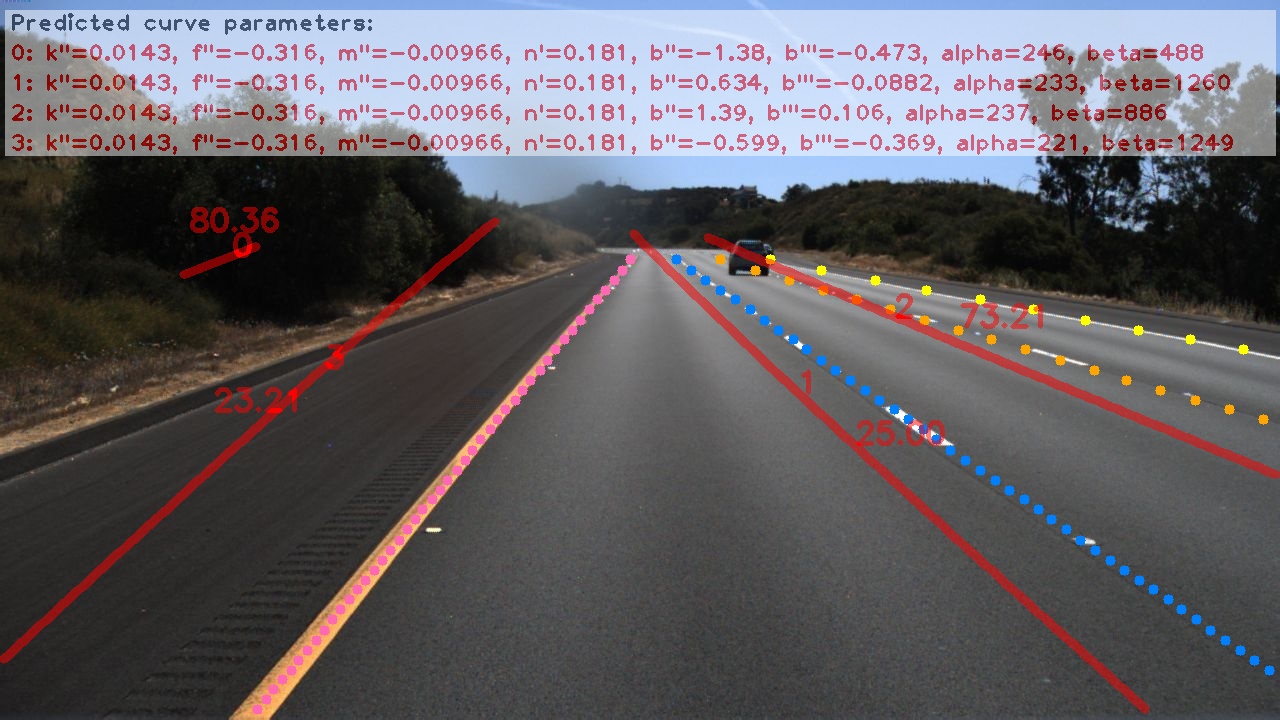 Predicted curve parameters:
0: k''=0.0143, f''=-0.316, m''=-0.00966, n'=0.181, b''=-1.38, b'''=-0.473, alpha=246, beta=488
1: k''=0.0143, f''=-0.316, m''=-0.00966, n'=0.181, b''=0.634, b'''=-0.0882, alpha=233, beta=1260
2: k''=0.0143, f''=-0.316, m''=-0.00966, n'=0.181, b''=1.39, b'''=0.106, alpha=237, beta=886
3: k''=0.0143, f''=-0.316, m''=-0.00966, n'=0.181, b''=-0.599, b'''=-0.369, alpha=221, beta=1249
80.36
0
2
73.21
3
1
23.21
25.00